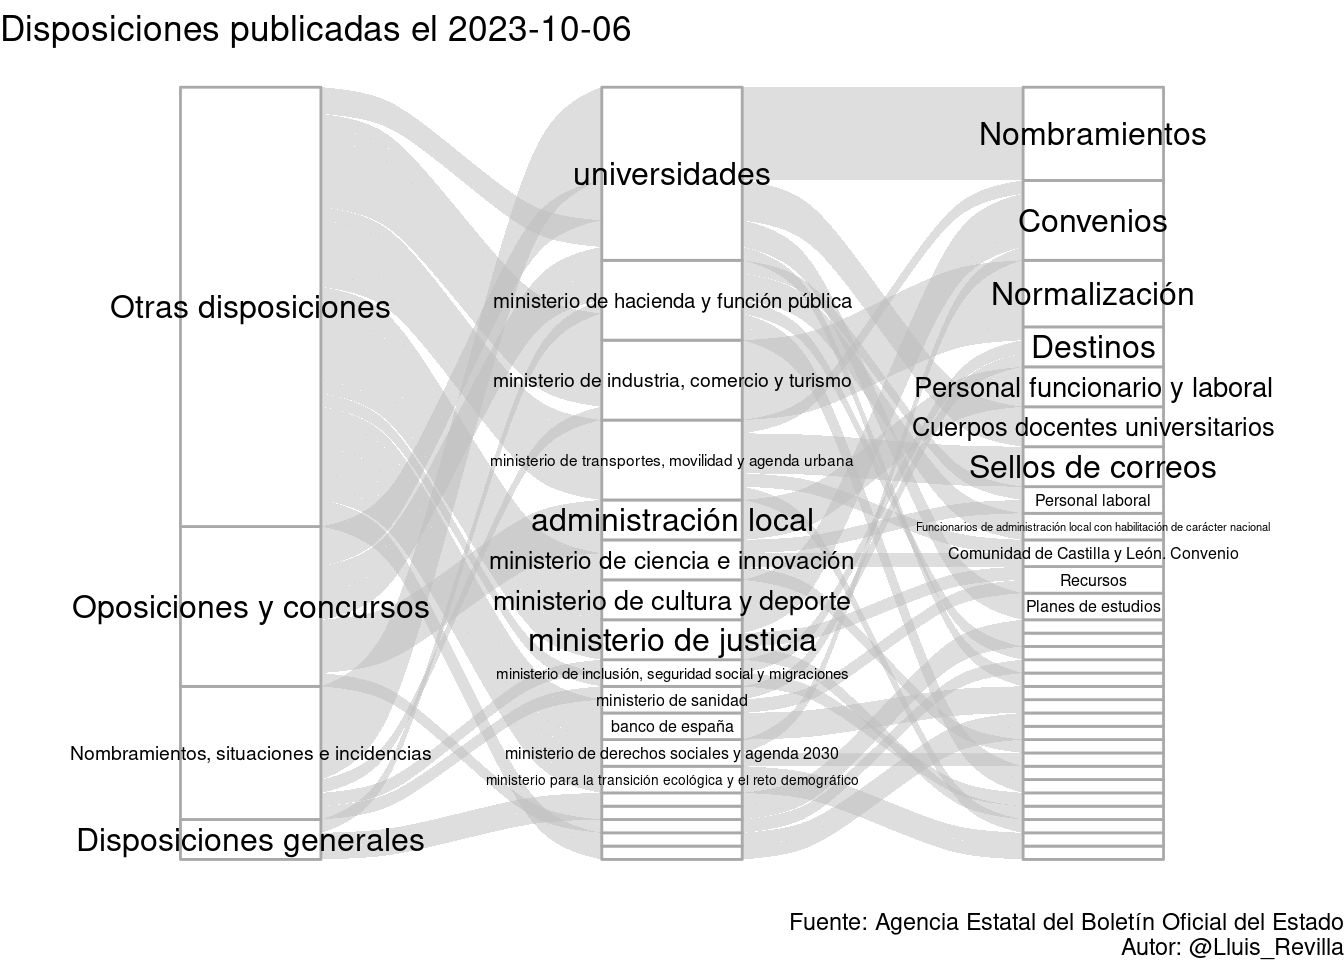 Disposiciones publicadas el 2023-10-06
Otras disposiciones
Oposiciones y concursos
Nombramientos, situaciones e incidencias
Disposiciones generales
universidades
ministerio de hacienda y función pública
ministerio de industria, comercio y turismo
ministerio de transportes, movilidad y agenda urbana
administración local
ministerio de ciencia e innovación
ministerio de cultura y deporte
ministerio de justicia
ministerio de inclusión, seguridad social y migraciones
ministerio de sanidad
banco de españa
ministerio de derechos sociales y agenda 2030
ministerio para la transición ecológica y el reto demográfico
Nombramientos
Convenios
Normalización
Destinos
Personal funcionario y laboral
Cuerpos docentes universitarios
Sellos de correos
Personal laboral
Funcionarios de administración local con habilitación de carácter nacional
Comunidad de Castilla y León. Convenio
Recursos
Planes de estudios
Fuente: Agencia Estatal del Boletín Oficial del Estado
Autor: @Lluis_Revilla